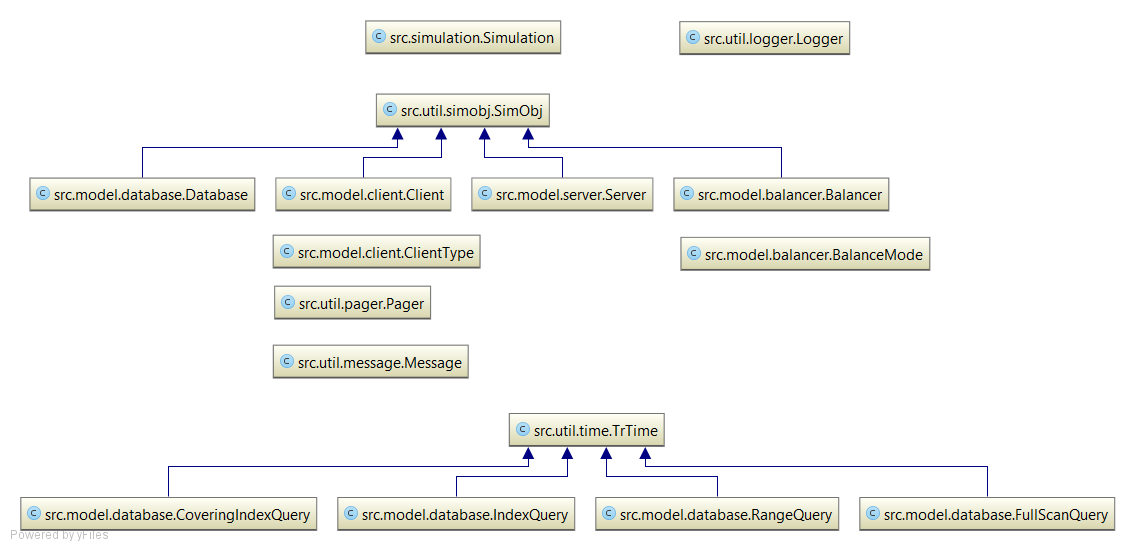 C src.simulation.Simulation
C src.util.logger.Logger
C src.util.simobj.SimObj
C src.model.database.Database
C src.model.client.Client
C src.model.server.Server
C src.model.balancer.Balancer
C src.model.client.ClientType
C src.model.balancer.BalanceMode
C src.util.pager.Pager
C src.util.message.Message
C src.util.time.TrTime
C src.model.database.CoveringIndexQuery
C src.model.database.IndexQuery
C src.model.database.RangeQuery
C src.model.database.FullScanQuery
Powered by yFiles